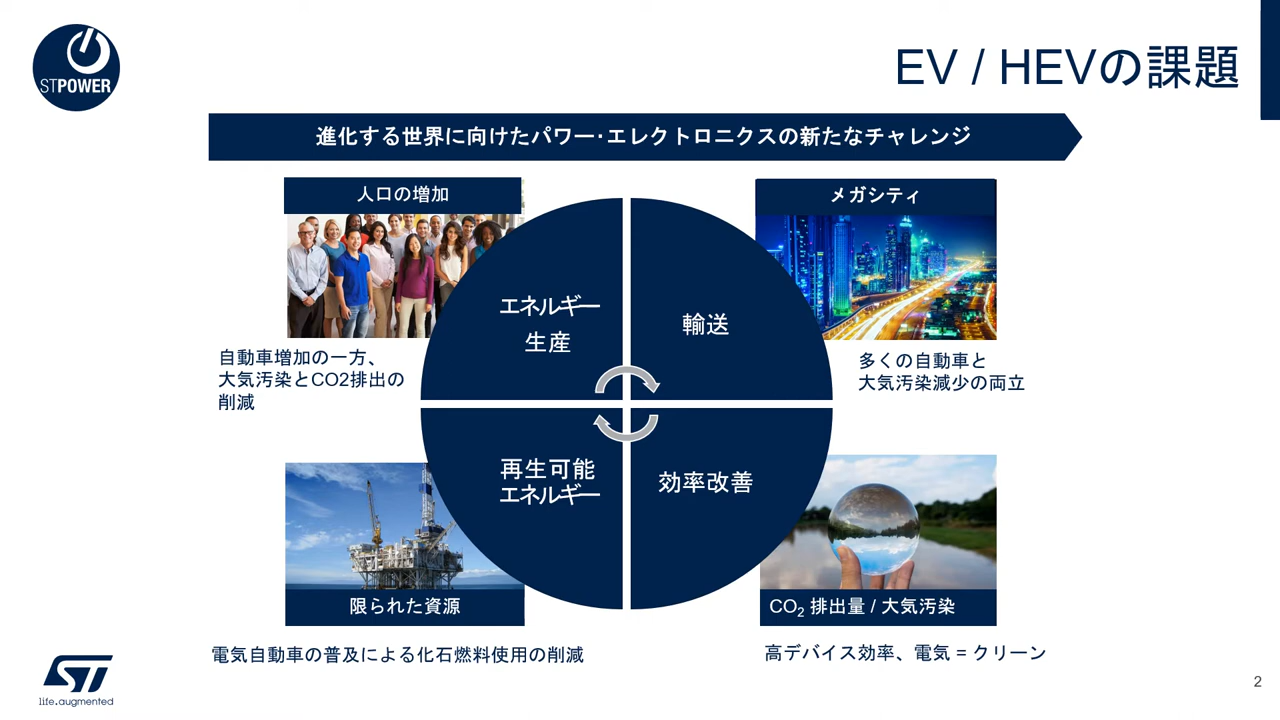 STPOWER
EV / HEVの課題
進化する世界に向けたパワー・エレクトロニクスの新たなチャレンジ
人口の増加
メガシティ
エネルギー
生産
輸送
自動車増加の一方、
大気汚染とCO2排出の
削減
多くの自動車と
大気汚染減少の両立
再生可能
エネルギー
効率改善
限られた資源
CO2 排出量 / 大気汚染
電気自動車の普及による化石燃料使用の削減
高デバイス効率、電気 = クリーン
ST
life.augmented
2